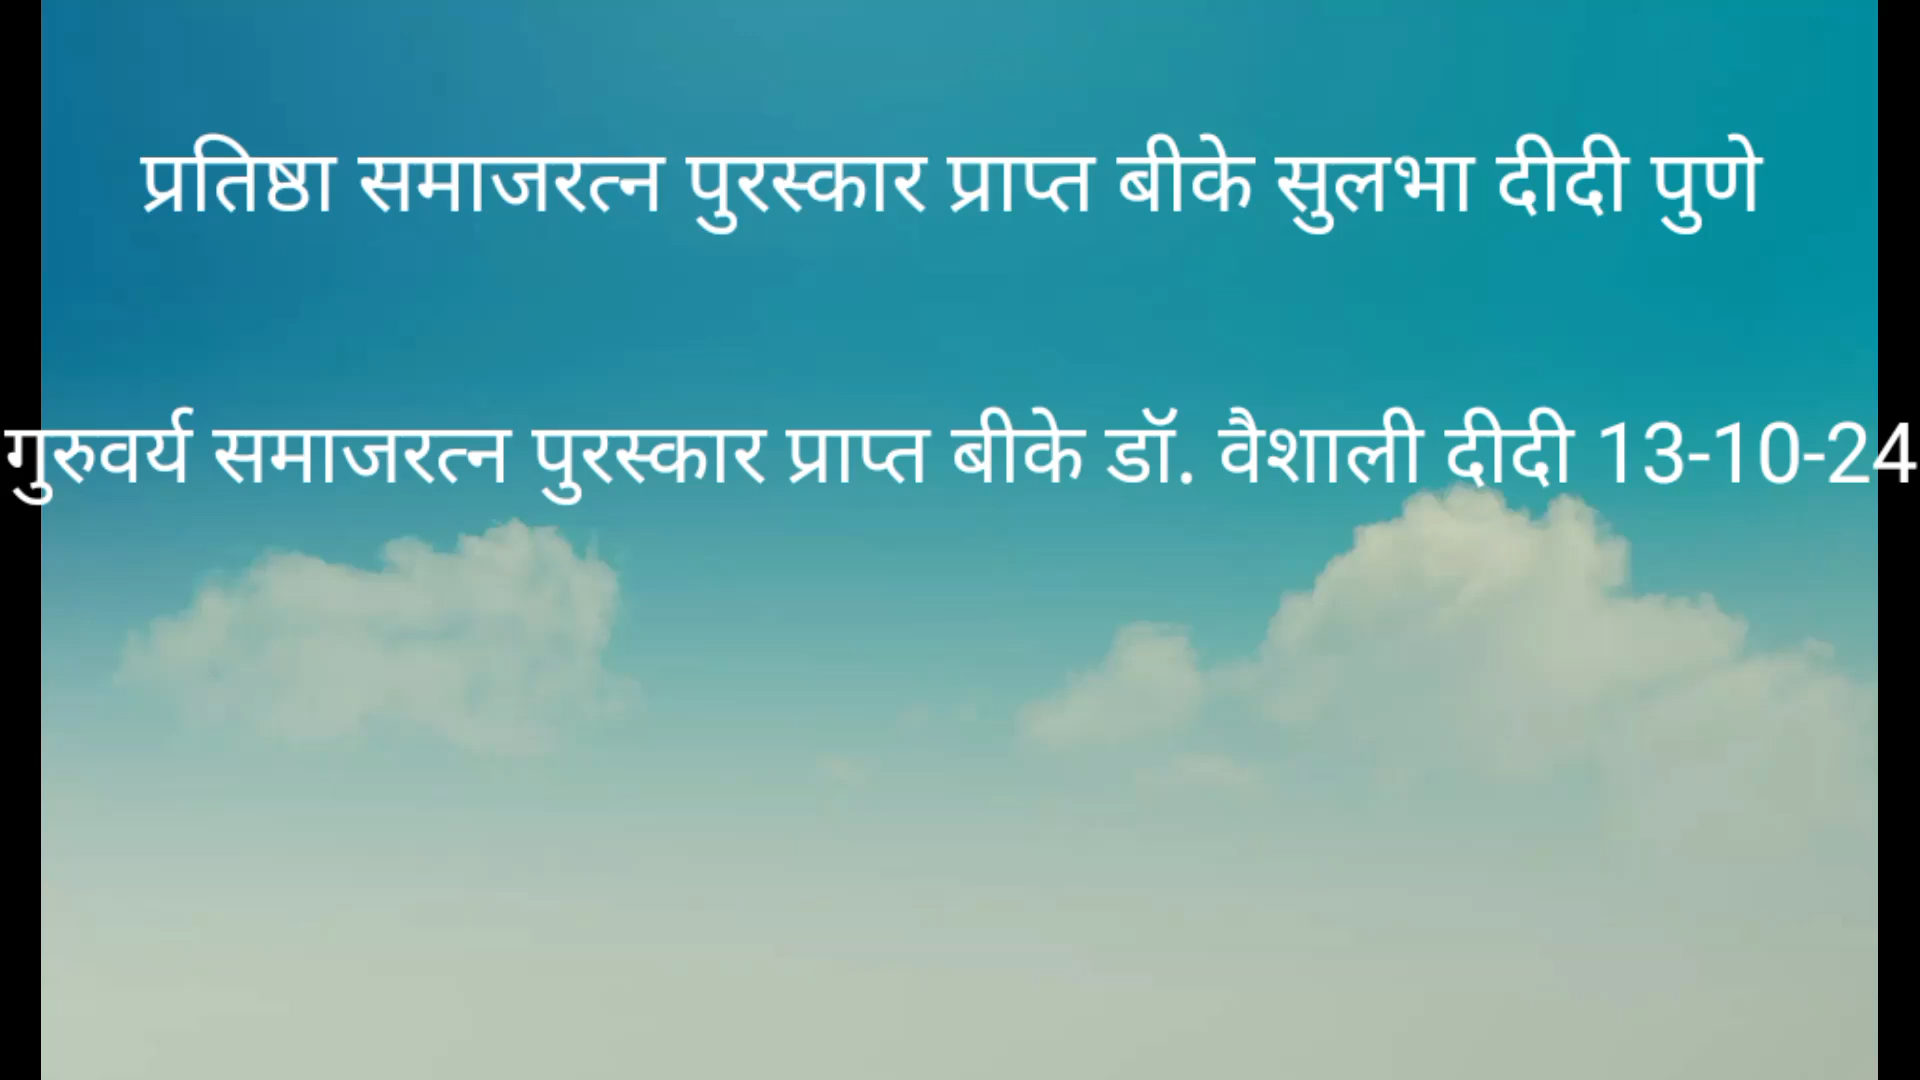 प्रतिष्ठा समाजरत्न पुरस्कार प्राप्त बीके सुलभा दीदी पुणे
गुरुवर्य समाजरत्न पुरस्कार प्राप्त बीके डॉ. वैशाली दीदी 13-10-24